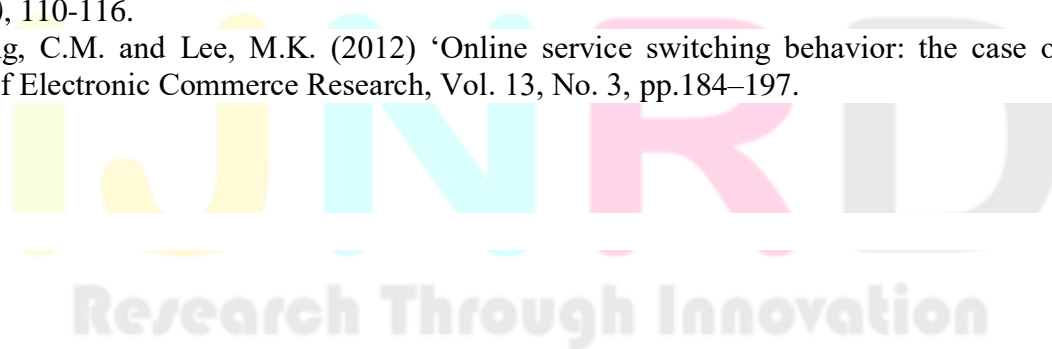 ), 110-116.
g, C.M. and Lee, M.K. (2012) ‘Online service switching behavior: the case o
f Electronic Commerce Research, Vol. 13, No. 3, pp.184–197.
IJNRD
Research Through Innovation